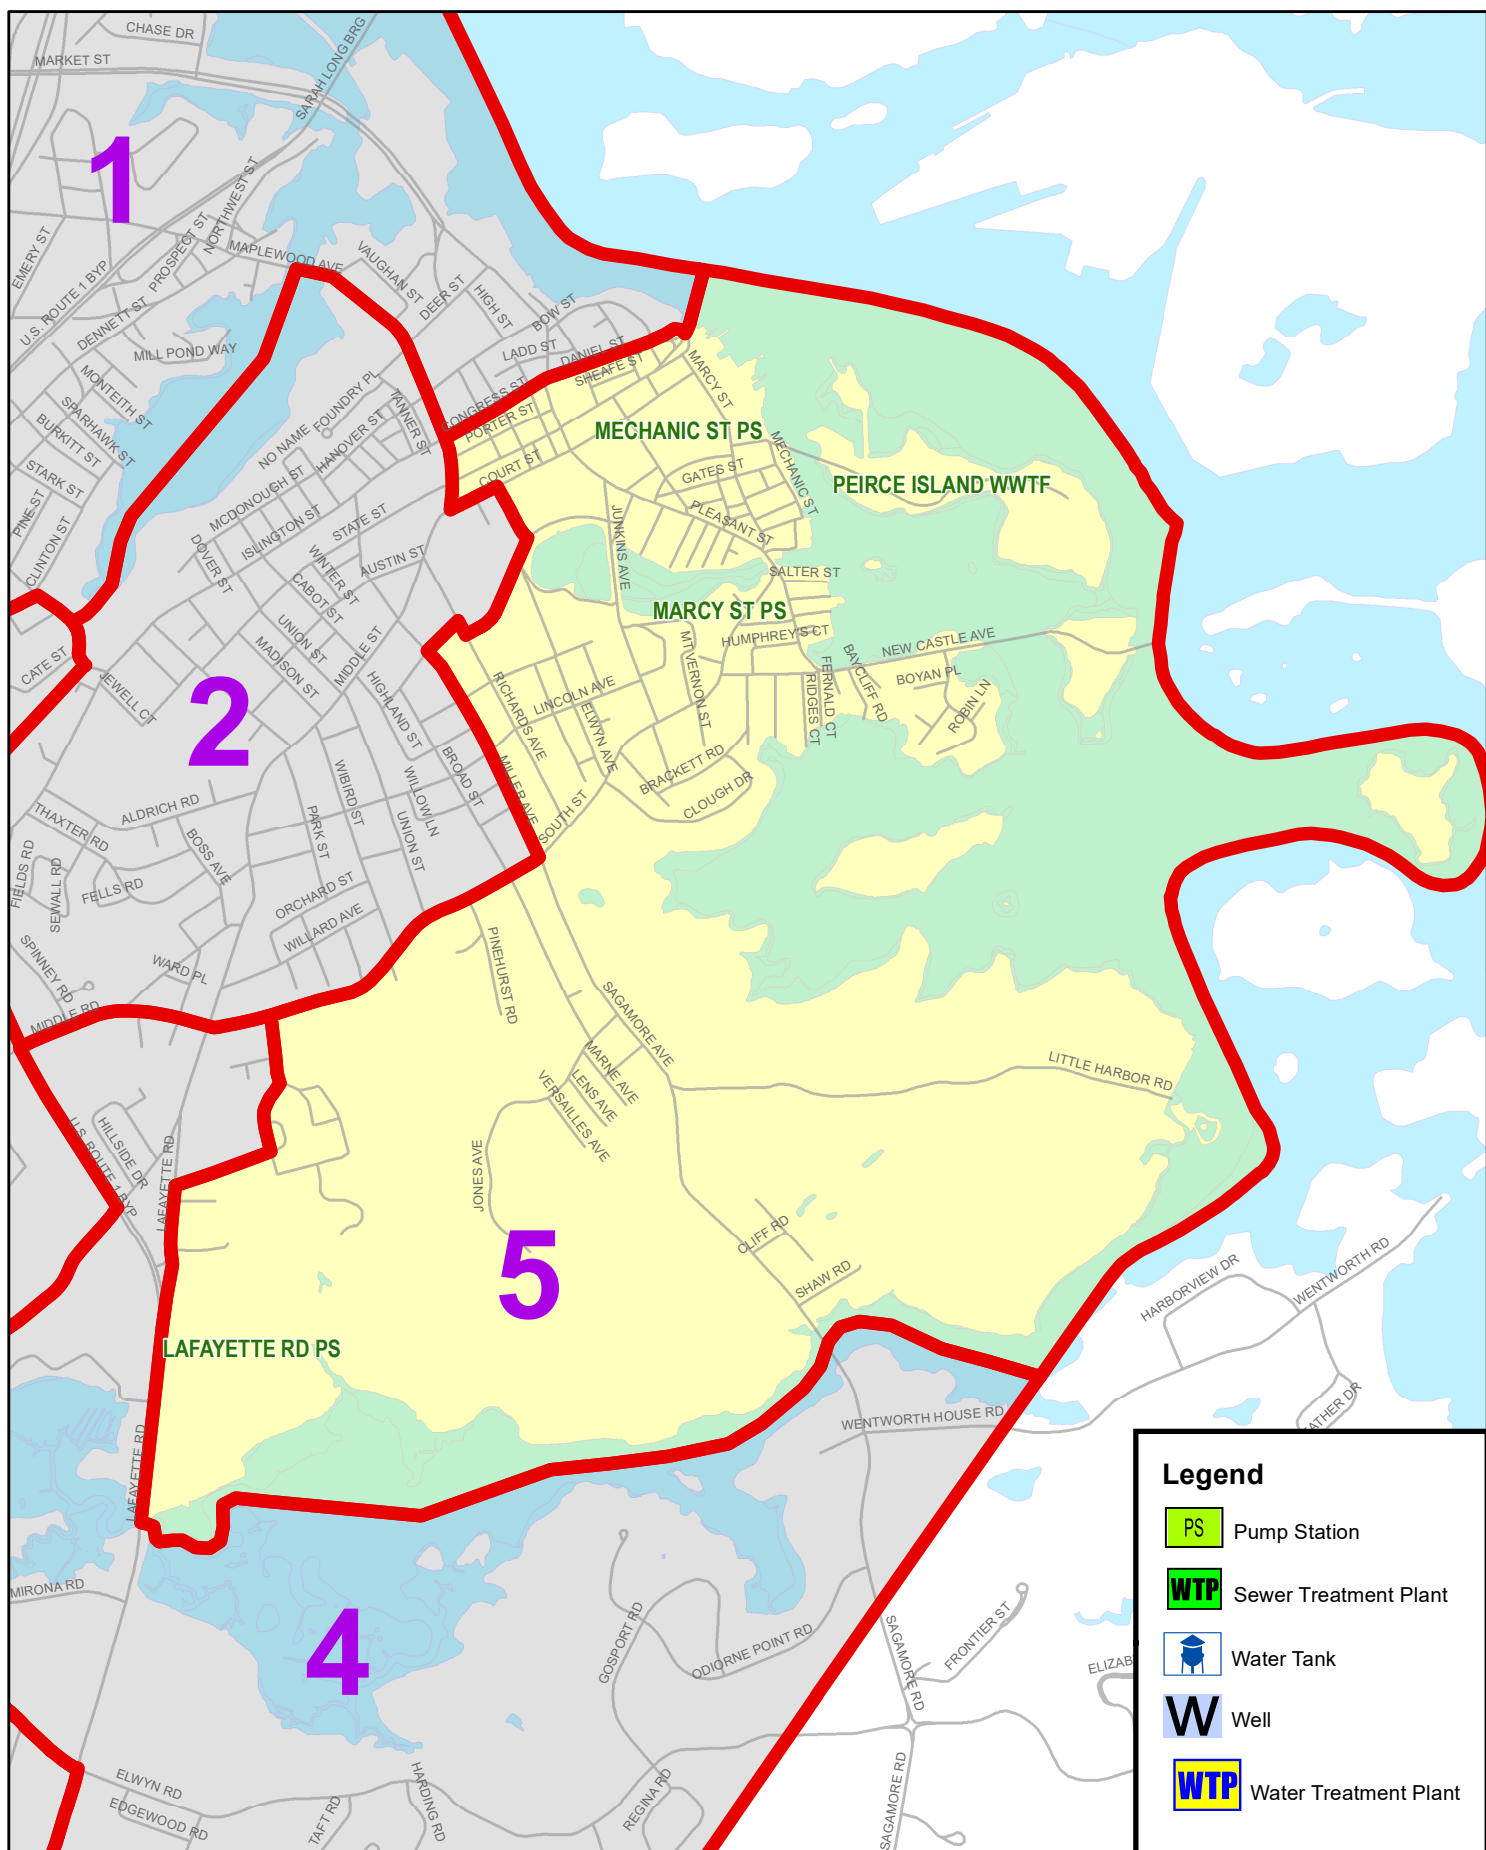 CHASE DR
MARKET ST
SARAH LONG BRG
1
NORTHWEST ST
PROSPECT ST
EMERY ST
MAPLEWOOD AVE
VAUGHAN ST
U.S. ROUTE 1 BYP
DEER ST
HIGH ST
BOW ST
DENNETT ST
MILL POND WAY
LADD ST
DANIEL ST
SHEAFE ST
MARCY ST
MONTEITH ST
SPARHAWK ST
BURKITT ST
FOUNDRY PL
TANNER ST
CONGRESS ST
PORTER ST
MECHANIC ST PS
NO NAME
HANOVER ST
STARK ST
COURT ST
GATES ST
MECHANIC ST
PEIRCE ISLAND WWTF
PINE ST
MCDONOUGH ST
ISLINGTON ST
STATE ST
JUNKINS AVE
PLEASANT ST
CLINTON ST
DOVER ST
WINTER ST
AUSTIN ST
CABOT ST
SALTER ST
MARCY ST PS
UNION ST
MIDDLE ST
MADISON ST
HUMPHREY'S CT
NEW CASTLE AVE
CATE ST
JEWELL CT
2
HIGHLAND ST
RICHARDS AVE
LINCOLN AVE
MT VERNON ST
FERNALD CT
RIDGES CT
BAYCLIFF RD
BOYAN PL
ROBIN LN
ELWYN AVE
BROAD ST
MILLER AVE
BRACKETT RD
CLOUGH DR
WIBIRD ST
WILLOW LN
SOUTH ST
ALDRICH RD
THAXTER RD
PARK ST
UNION ST
BOSS AVE
FIELDS RD
SEWALL RD
FELLS RD
ORCHARD ST
WILLARD AVE
SPINNEY RD
WARD PL
PINEHURST RD
MIDDLE RD
SAGAMORE AVE
MARNE AVE
LENS AVE
VERSAILLES AVE
LITTLE HARBOR RD
HILLSIDE DR
U.S. ROUTE 1 BYP
LAFAYETTE RD
JONES AVE
5
CLIFF RD
SHAW RD
HARBORVIEW DR
WENTWORTH RD
LAFAYETTE RD PS
WENTWORTH HOUSE RD
ATHER DR
LAFAYETTE RD
MIRONA RD
4
GOSPORT RD
ODIORNE POINT RD
SAGAMORE RD
FRONTIER ST
ELIZAB
ELWYN RD
EDGEWOOD RD
TAFT RD
HARDING RD
REGINA RD
SAGAMORE RD
Legend
PS Pump Station
WTP Sewer Treatment Plant
Water Tank
W Well
WTP Water Treatment Plant